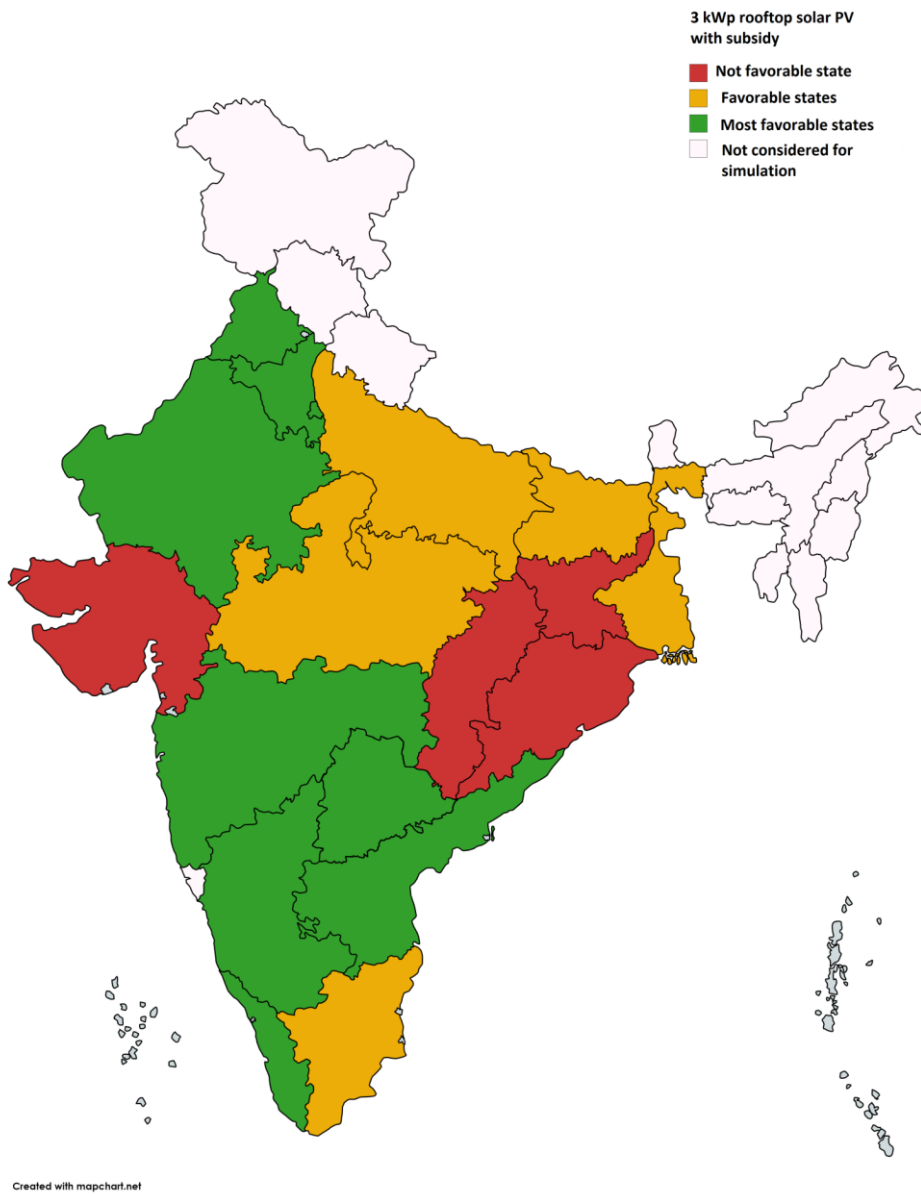 3 kWp rooftop solar PV
with subsidy
Not favorable state
Favorable states
Most favorable states
Not considered for
simulation
Created with mapchart.net